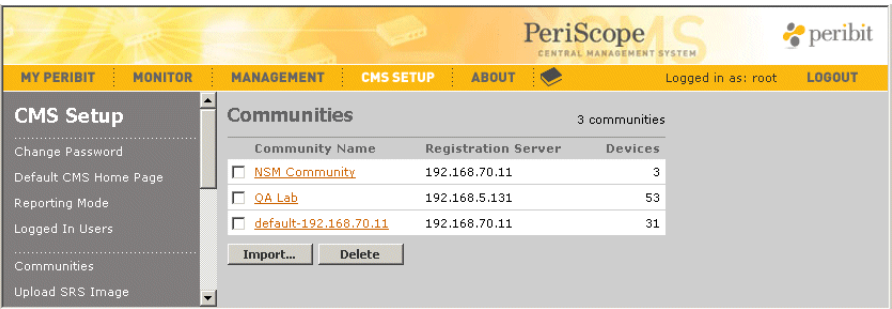 PeriScope
CENTRAL MANAGEMENT SYSTEM
peribit
MY PERIBIT MONITOR MANAGEMENT CMS SETUP ABOUT Logged in as: root LOGOUT
CMS Setup
Change Password
Default CMS Home Page
Reporting Mode
Logged In Users
Communities
Upload SRS Image
Communities 3 communities
Community Name Registration Server Devices
NSM Community 192.168.70.11 3
QA Lab 192.168.5.131 53
default-192.168.70.11 192.168.70.11 31
Import... Delete